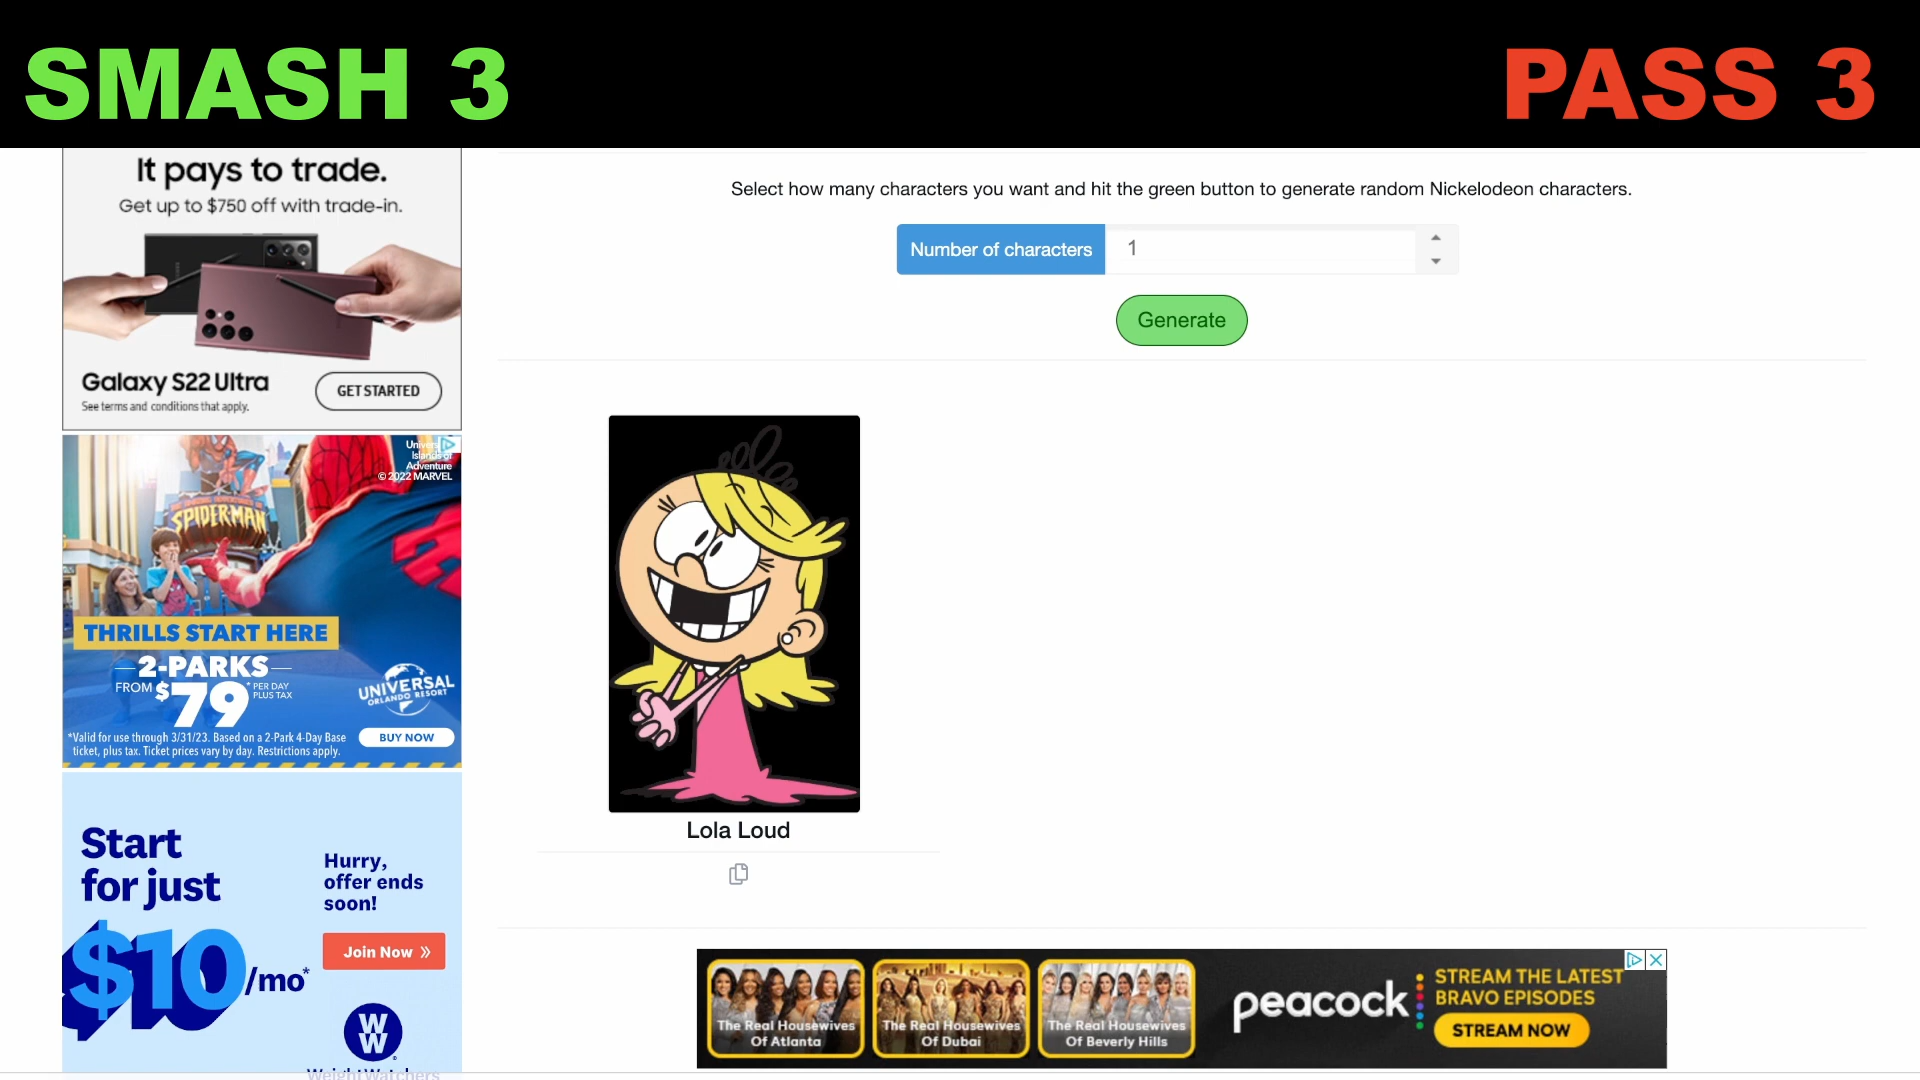 SMASH 3
PASS 3
It pays to trade.
Get up to $750 off with trade-in.
Galaxy S22 Ultra
See terms and conditions that apply.
GET STARTED
Select how many characters you want and hit the green button to generate random Nickelodeon characters.
Number of characters
1
Generate
Islands of
Adventure
© 2022 MARVEL
SPIDER-MAN
THRILLS START HERE
2-PARKS
FROM $79* PER DAY
PLUS TAX
UNIVERSAL
ORLANDO RESORT
*Valid for use through 3/31/23. Based on a 2-Park 4-Day Base
ticket, plus tax. Ticket prices vary by day. Restrictions apply.
BUY NOW
Lola Loud
Start
for just
$10/mo*
Hurry,
offer ends
soon!
Join Now »
W
W
WeightWatchers
The Real Housewives
Of Atlanta
The Real Housewives
Of Dubai
The Real Housewives
Of Beverly Hills
peacock
STREAM THE LATEST
BRAVO EPISODES
STREAM NOW